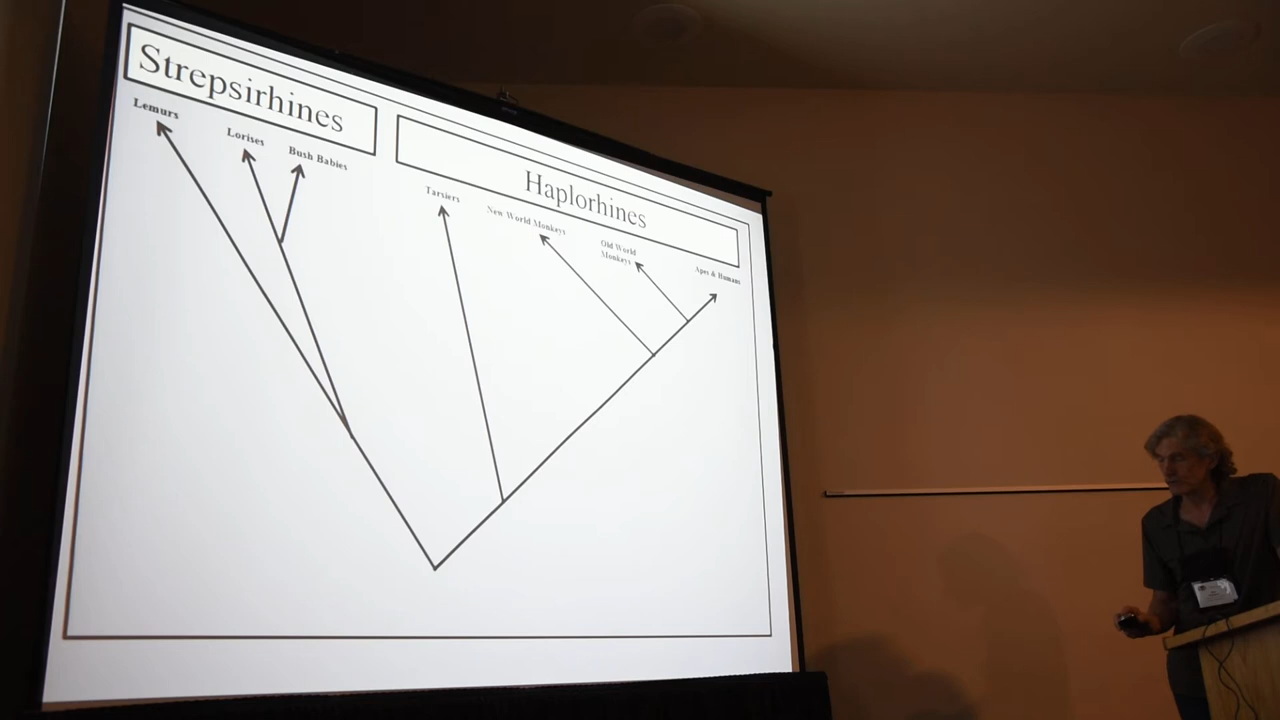 Strepsirhines
Haplorhines
Lemurs
Lorises
Bush Babies
Tarsiers
New World Monkeys
Old World
Monkeys
Apes & Humans